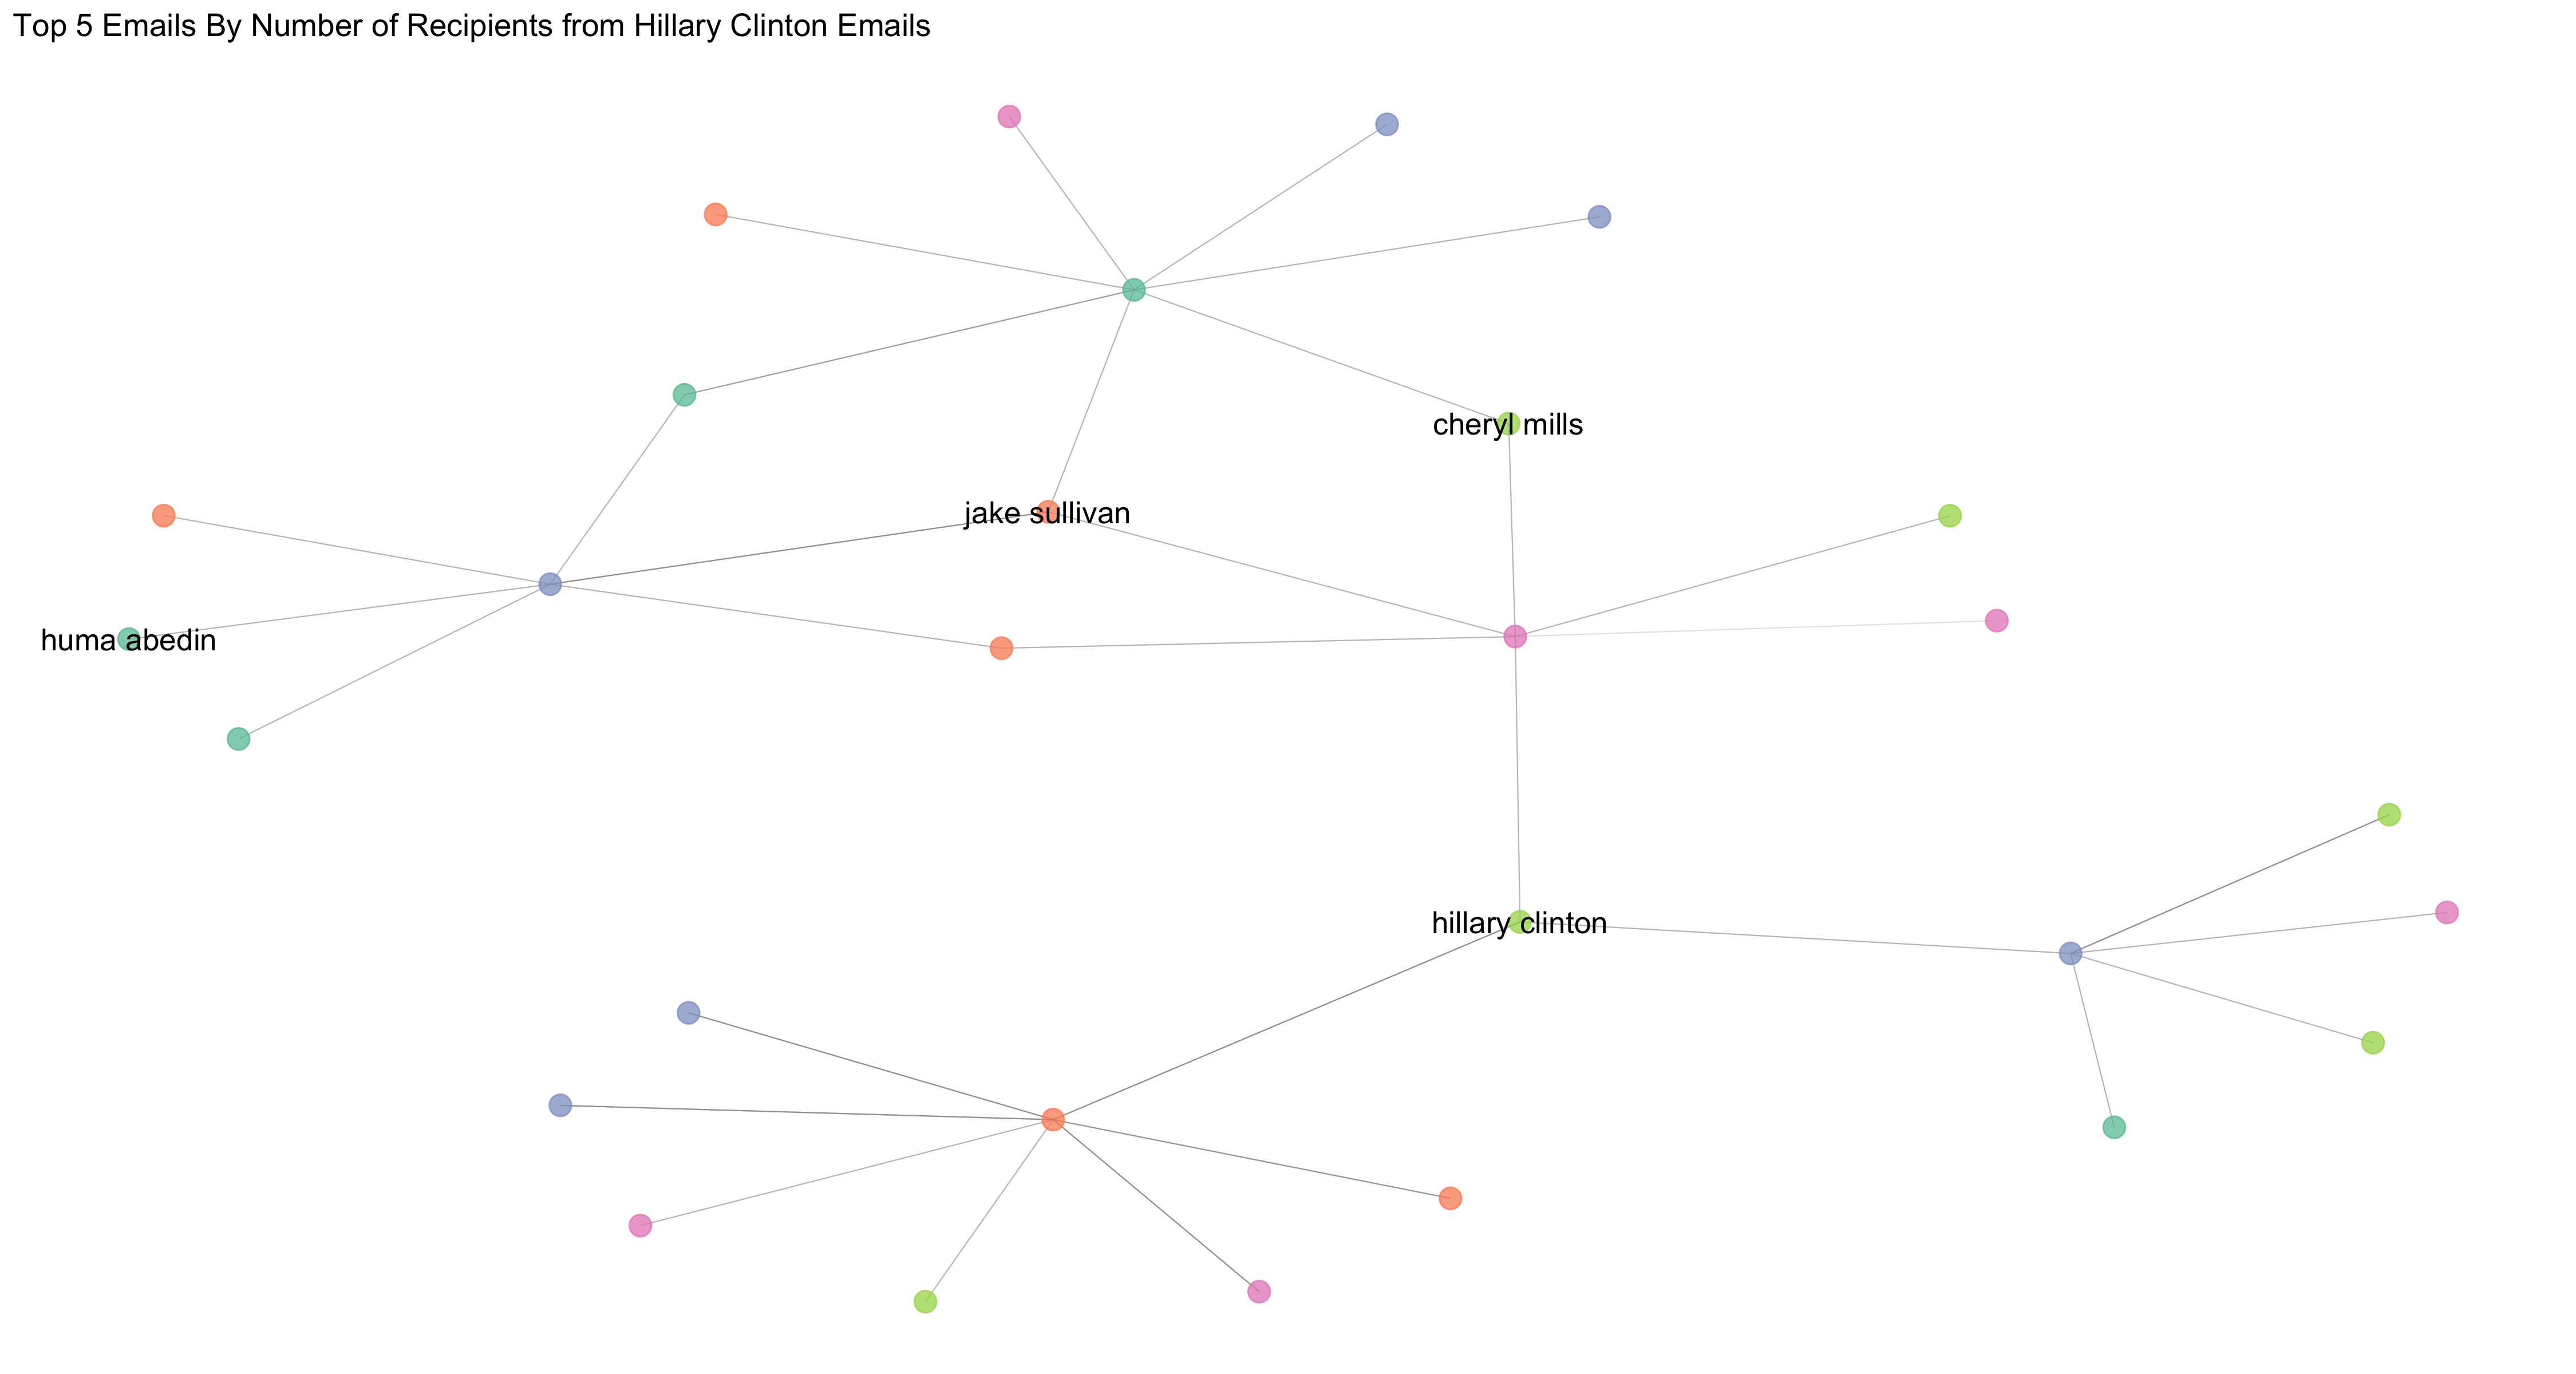 Top 5 Emails By Number of Recipients from Hillary Clinton Emails
cheryl mills
jake sullivan
huma abedin
hillary clinton